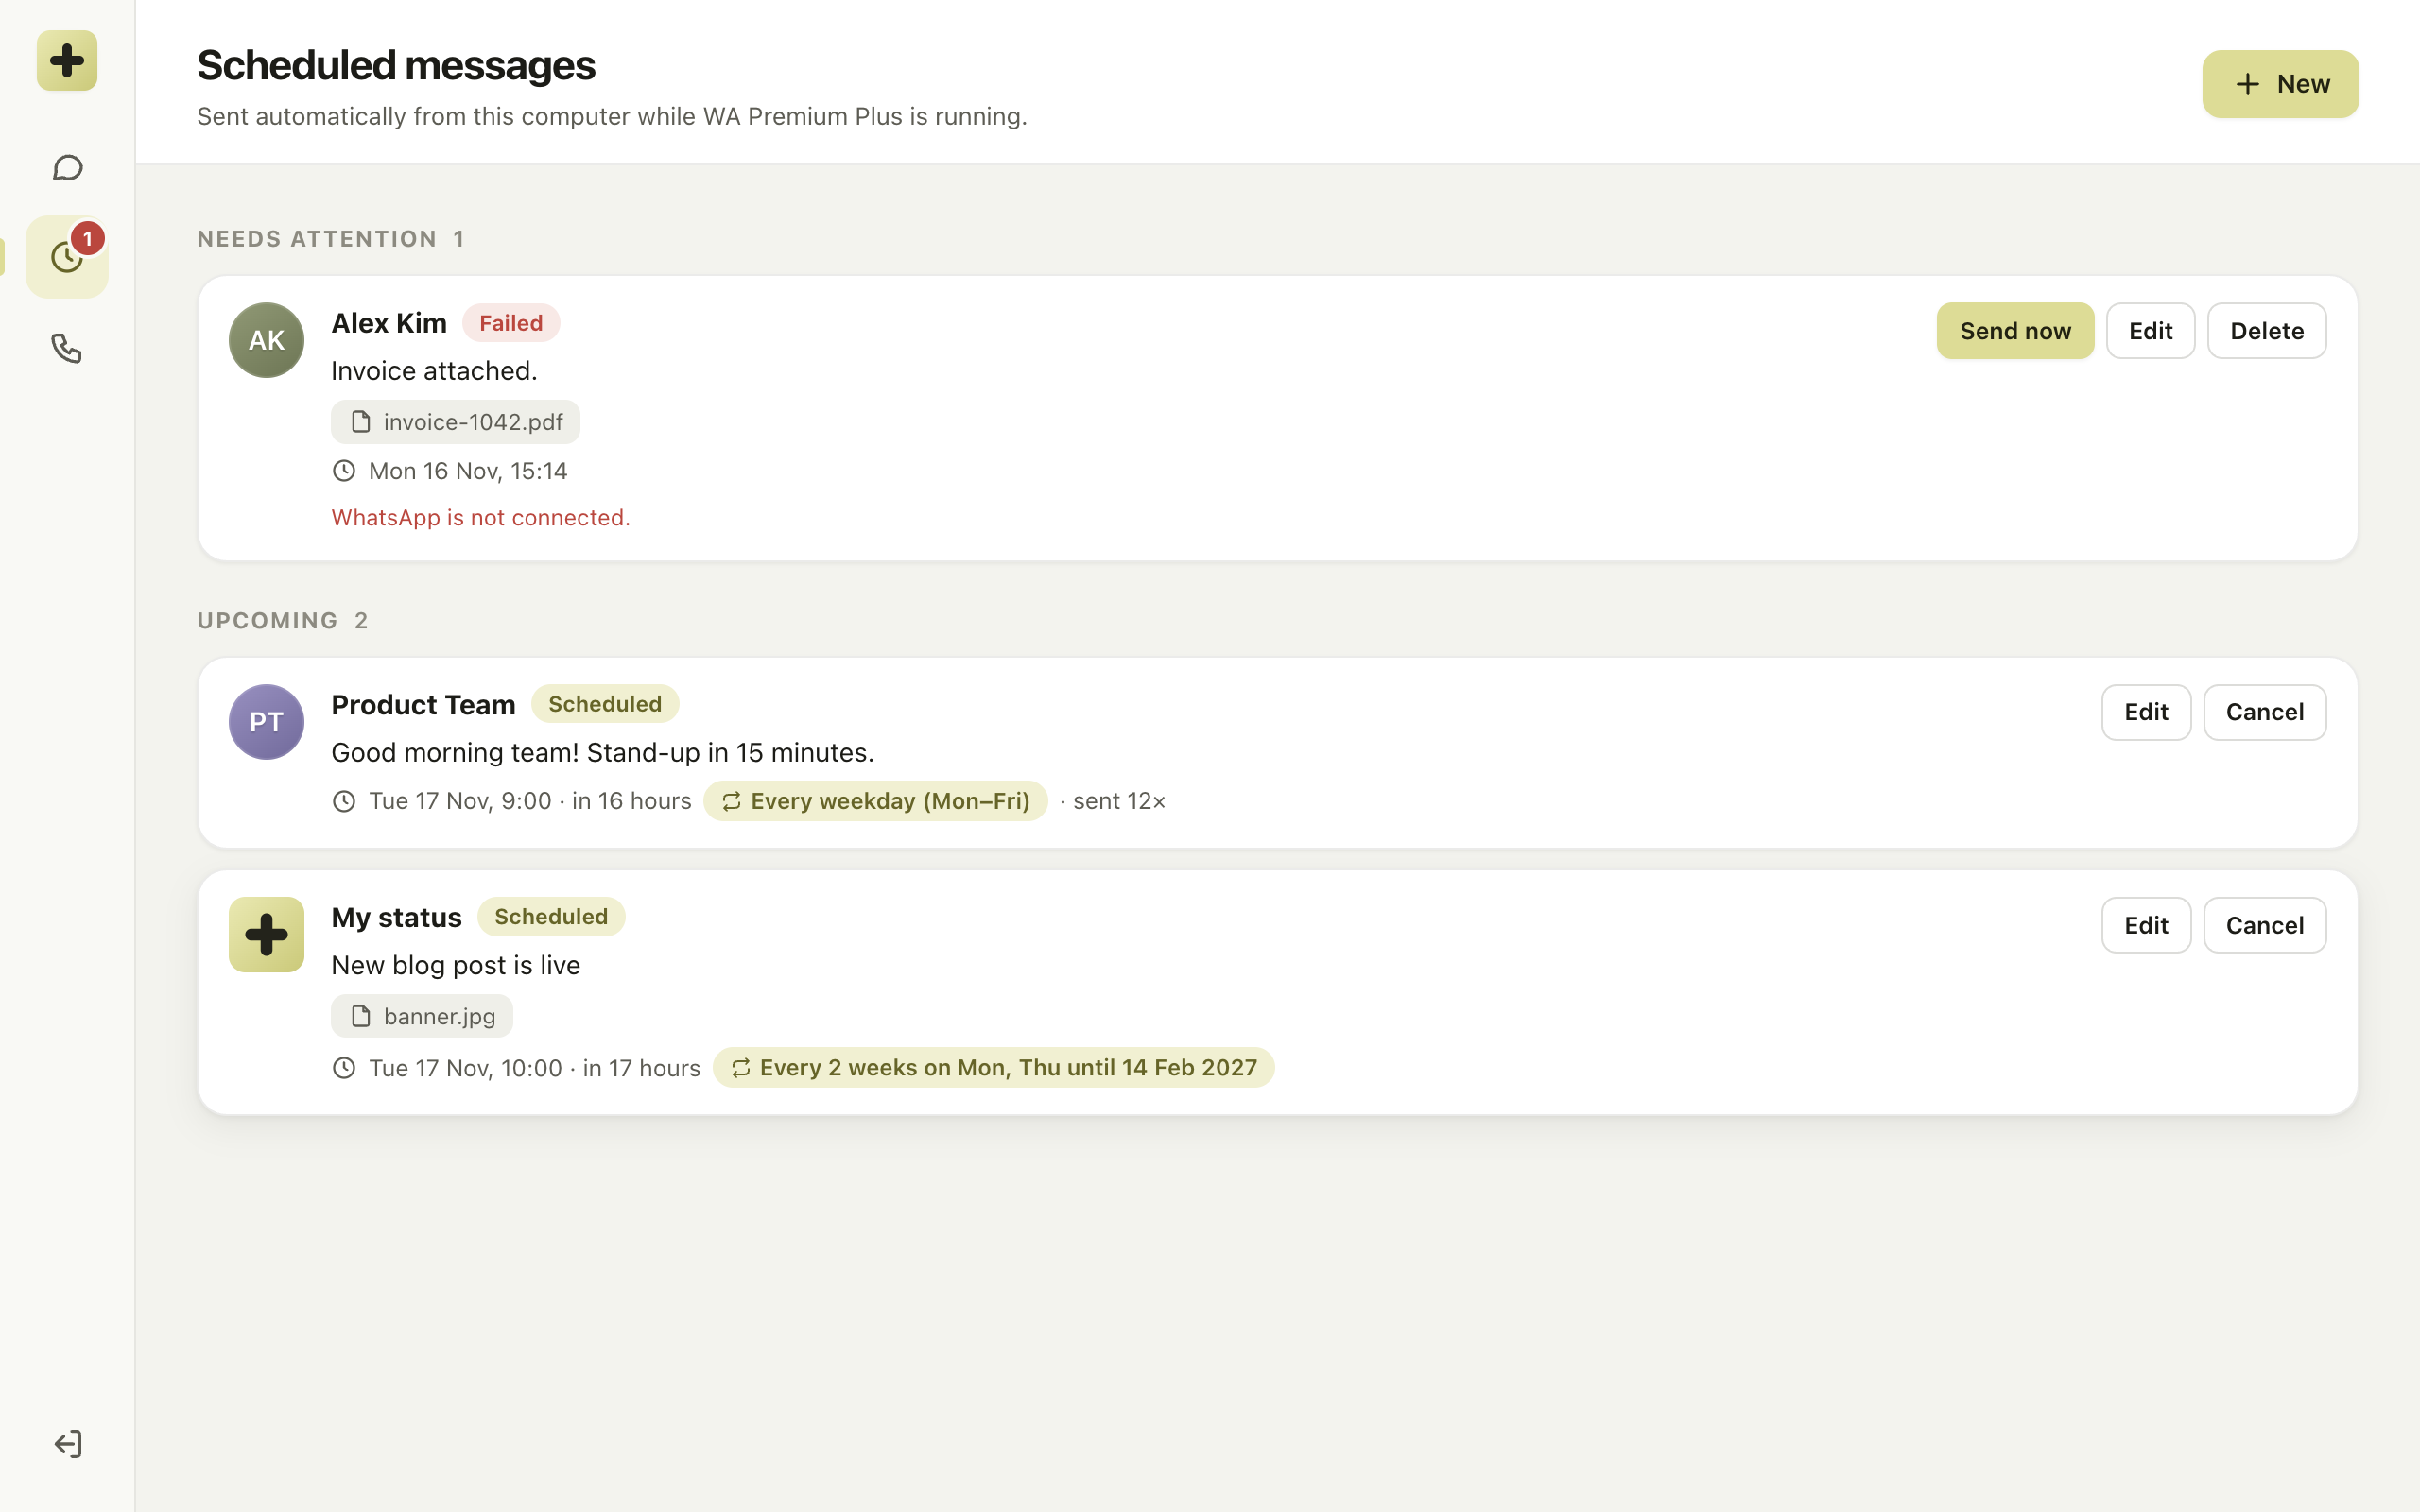 Scheduled messages
Sent automatically from this computer while WA Premium Plus is running.
New
1
NEEDS ATTENTION 1
AK
Alex Kim Failed
Send now Edit Delete
Invoice attached.
invoice-1042.pdf
Mon 16 Nov, 15:14
WhatsApp is not connected.
UPCOMING 2
PT
Product Team Scheduled
Edit Cancel
Good morning team! Stand-up in 15 minutes.
Tue 17 Nov, 9:00 · in 16 hours Every weekday (Mon–Fri) · sent 12×
My status Scheduled
Edit Cancel
New blog post is live
banner.jpg
Tue 17 Nov, 10:00 · in 17 hours Every 2 weeks on Mon, Thu until 14 Feb 2027